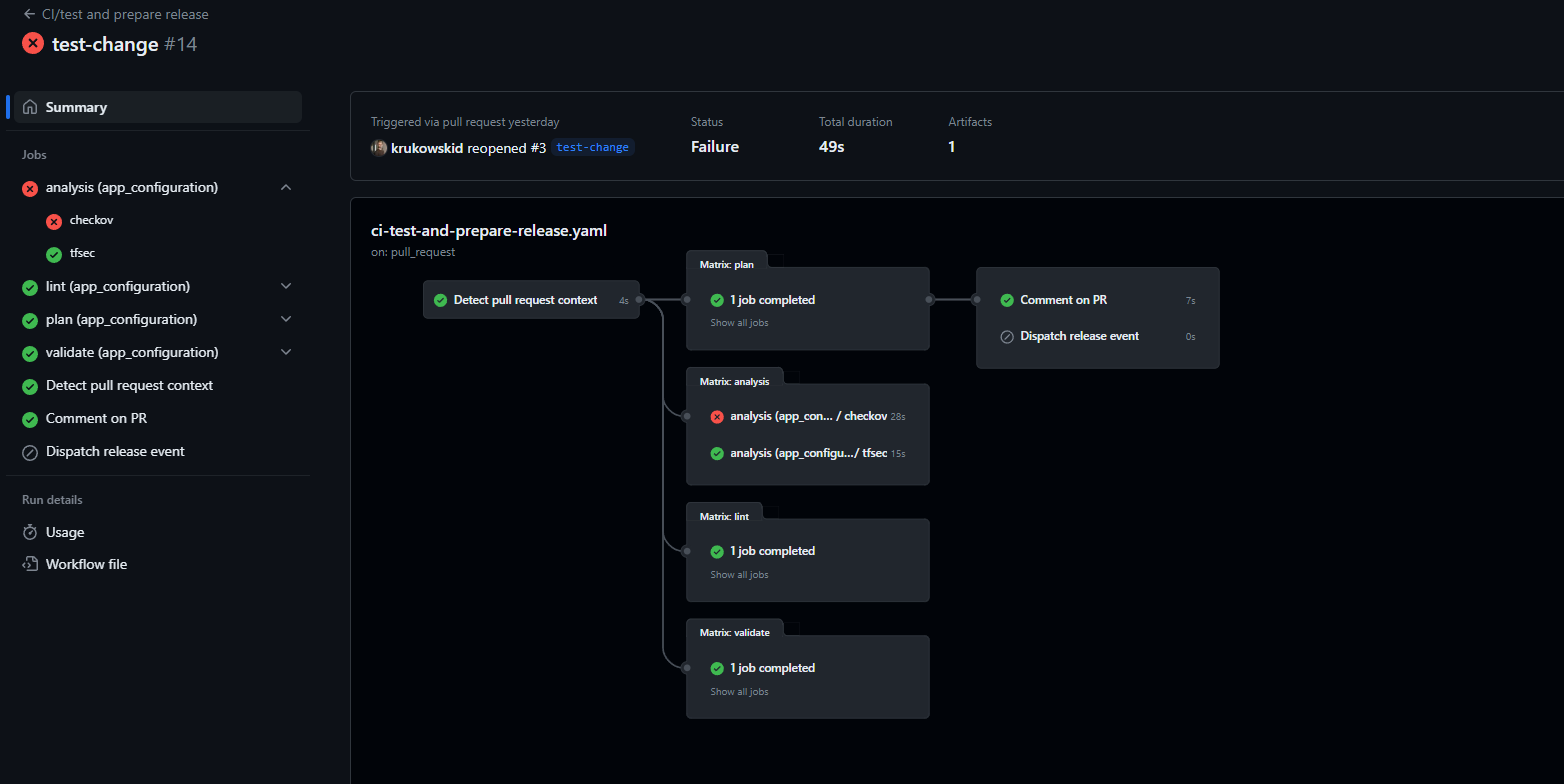 CI/test and prepare release
test-change #14
Summary
Jobs
analysis (app_configuration)
checkov
tfsec
lint (app_configuration)
plan (app_configuration)
validate (app_configuration)
Detect pull request context
Comment on PR
Dispatch release event
Run details
Usage
Workflow file
Triggered via pull request yesterday
krukowskid reopened #3 test-change
Status
Failure
Total duration
49s
Artifacts
1
ci-test-and-prepare-release.yaml
on: pull_request
Detect pull request context 4s
Matrix: plan
1 job completed
Show all jobs
Comment on PR 7s
Dispatch release event 0s
Matrix: analysis
analysis (app_con... / checkov 28s
analysis (app_configu.../ tfsec 15s
Matrix: lint
1 job completed
Show all jobs
Matrix: validate
1 job completed
Show all jobs